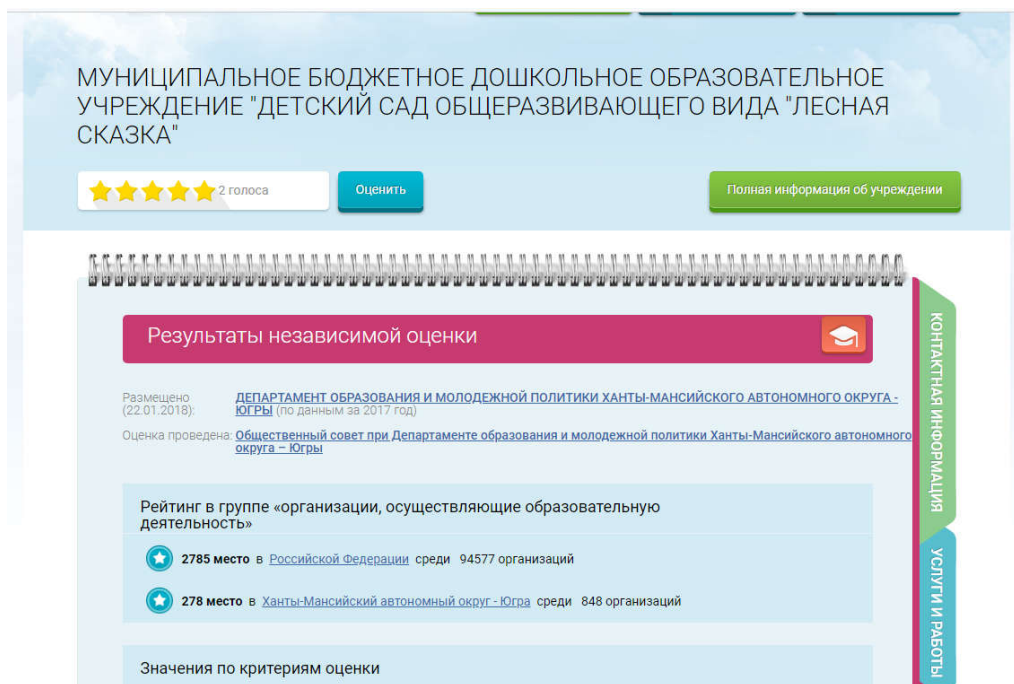 МУНИЦИПАЛЬНОЕ БЮДЖЕТНОЕ ДОШКОЛЬНОЕ ОБРАЗОВАТЕЛЬНОЕ
УЧРЕЖДЕНИЕ "ДЕТСКИЙ САД ОБЩЕРАЗВИВАЮЩЕГО ВИДА "ЛЕСНАЯ
СКАЗКА"
2 голоса
Оценить
Полная информация об учреждении
Результаты независимой оценки
Размещено
(22.01.2018):
ДЕПАРТАМЕНТ ОБРАЗОВАНИЯ И МОЛОДЕЖНОЙ ПОЛИТИКИ ХАНТЫ-МАНСИЙСКОГО АВТОНОМНОГО ОКРУГА -
ЮГРЫ (по данным за 2017 год)
Оценка проведена: Общественный совет при Департаменте образования и молодежной политики Ханты-Мансийского автономного
округа – Югры
Рейтинг в группе «организации, осуществляющие образовательную
деятельность»
2785 место в Российской Федерации среди 94577 организаций
278 место в Ханты-Мансийский автономный округ - Югра среди 848 организаций
Значения по критериям оценки
КОНТАКТНАЯ ИНФОРМАЦИЯ
УСЛУГИ И РАБОТЫ